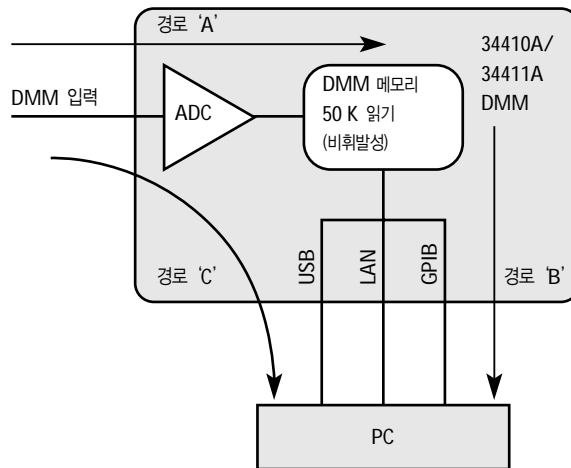 경로 ‘A’
34410A/
34411A
DMM
DMM 입력
ADC
DMM 메모리
50 K 읽기
(비휘발성)
경로 ‘C’
USB
LAN
GPIB
경로 ‘B’
PC